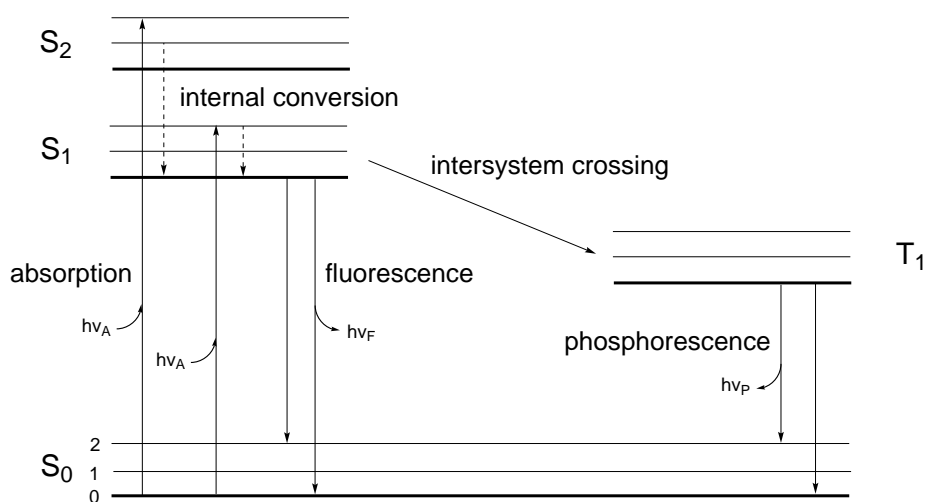 S2
internal conversion
S1
intersystem crossing
T1
absorption
fluorescence
hνA
hνF
hνA
phosphorescence
hνP
S0
2
1
0